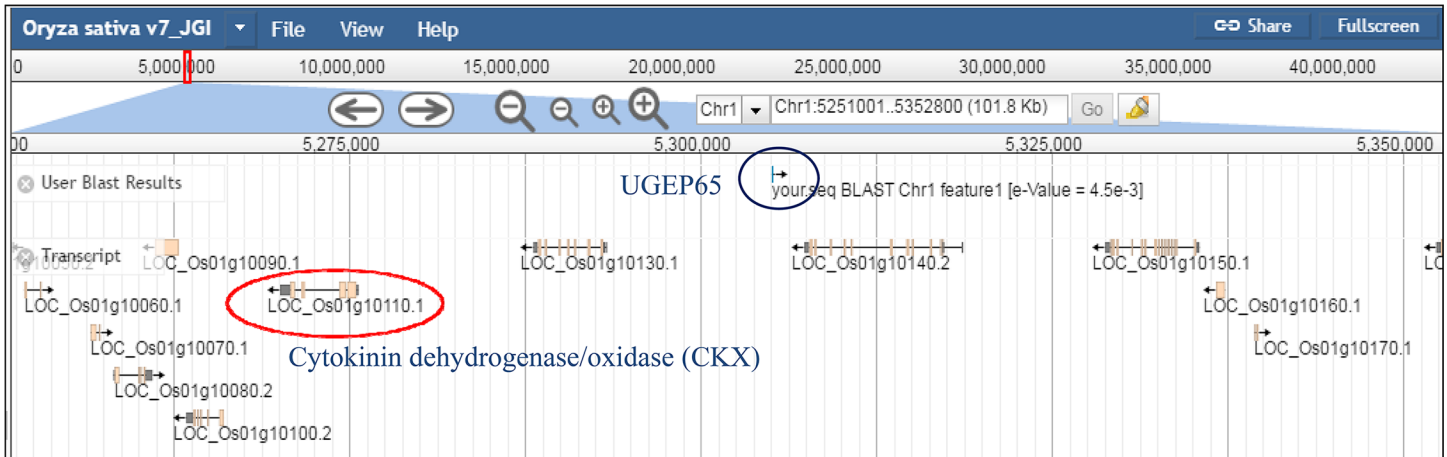 Oryza sativa v7_JGI File View Help Share Fullscreen
0 5,000,000 10,000,000 15,000,000 20,000,000 25,000,000 30,000,000 35,000,000 40,000,000
Chr1 Chr1:5251001..5352800 (101.8 Kb) Go
00 5,275,000 5,300,000 5,325,000 5,350,000
User Blast Results
UGEP65
your.seq BLAST Chr1 feature1 [e-Value = 4.5e-3]
Transcript
LOC_Os01g10090.1 LOC_Os01g10130.1 LOC_Os01g10140.2 LOC_Os01g10150.1 LO
LOC_Os01g10060.1 LOC_Os01g10110.1 LOC_Os01g10160.1
LOC_Os01g10070.1 LOC_Os01g10170.1
Cytokinin dehydrogenase/oxidase (CKX)
LOC_Os01g10080.2
LOC_Os01g10100.2